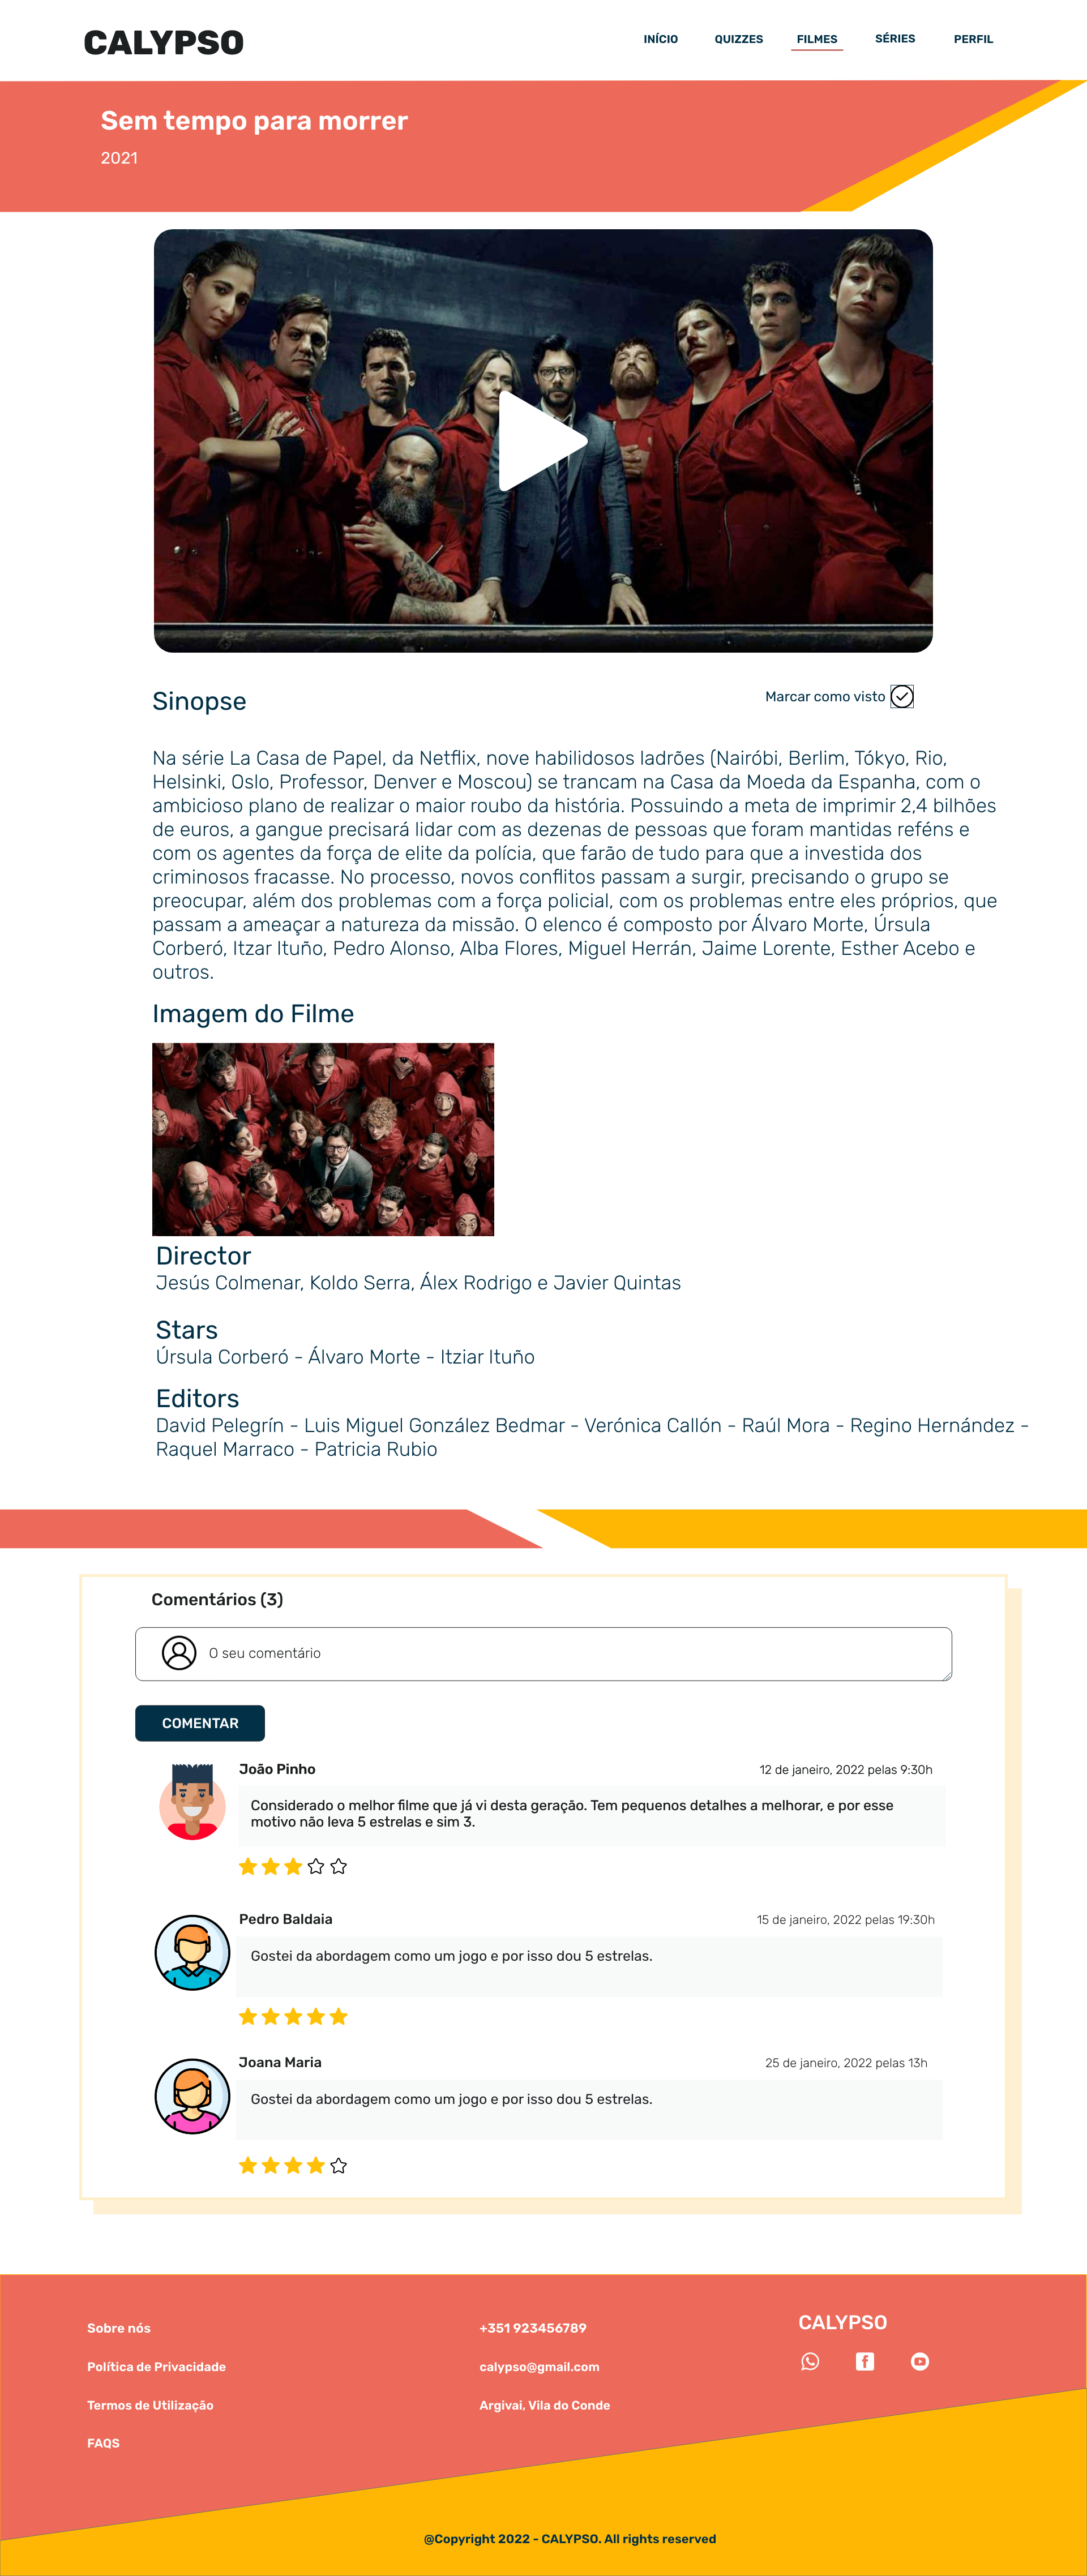 CALYPSO
INÍCIO QUIZZES FILMES SÉRIES PERFIL
Sem tempo para morrer
2021
Sinopse
Marcar como visto
Na série La Casa de Papel, da Netflix, nove habilidosos ladrões (Nairóbi, Berlim, Tókyo, Rio,
Helsinki, Oslo, Professor, Denver e Moscou) se trancam na Casa da Moeda da Espanha, com o
ambicioso plano de realizar o maior roubo da história. Possuindo a meta de imprimir 2,4 bilhões
de euros, a gangue precisará lidar com as dezenas de pessoas que foram mantidas reféns e
com os agentes da força de elite da polícia, que farão de tudo para que a investida dos
criminosos fracasse. No processo, novos conflitos passam a surgir, precisando o grupo se
preocupar, além dos problemas com a força policial, com os problemas entre eles próprios, que
passam a ameaçar a natureza da missão. O elenco é composto por Álvaro Morte, Úrsula
Corberó, Itzar Ituño, Pedro Alonso, Alba Flores, Miguel Herrán, Jaime Lorente, Esther Acebo e
outros.
Imagem do Filme
Director
Jesús Colmenar, Koldo Serra, Álex Rodrigo e Javier Quintas
Stars
Úrsula Corberó - Álvaro Morte - Itziar Ituño
Editors
David Pelegrín - Luis Miguel González Bedmar - Verónica Callón - Raúl Mora - Regino Hernández -
Raquel Marraco - Patricia Rubio
Comentários (3)
O seu comentário
COMENTAR
João Pinho
12 de janeiro, 2022 pelas 9:30h
Considerado o melhor filme que já vi desta geração. Tem pequenos detalhes a melhorar, e por esse
motivo não leva 5 estrelas e sim 3.
Pedro Baldaia
15 de janeiro, 2022 pelas 19:30h
Gostei da abordagem como um jogo e por isso dou 5 estrelas.
Joana Maria
25 de janeiro, 2022 pelas 13h
Gostei da abordagem como um jogo e por isso dou 5 estrelas.
Sobre nós
Política de Privacidade
Termos de Utilização
FAQS
+351 923456789
calypso@gmail.com
Argivai, Vila do Conde
CALYPSO
@Copyright 2022 - CALYPSO. All rights reserved